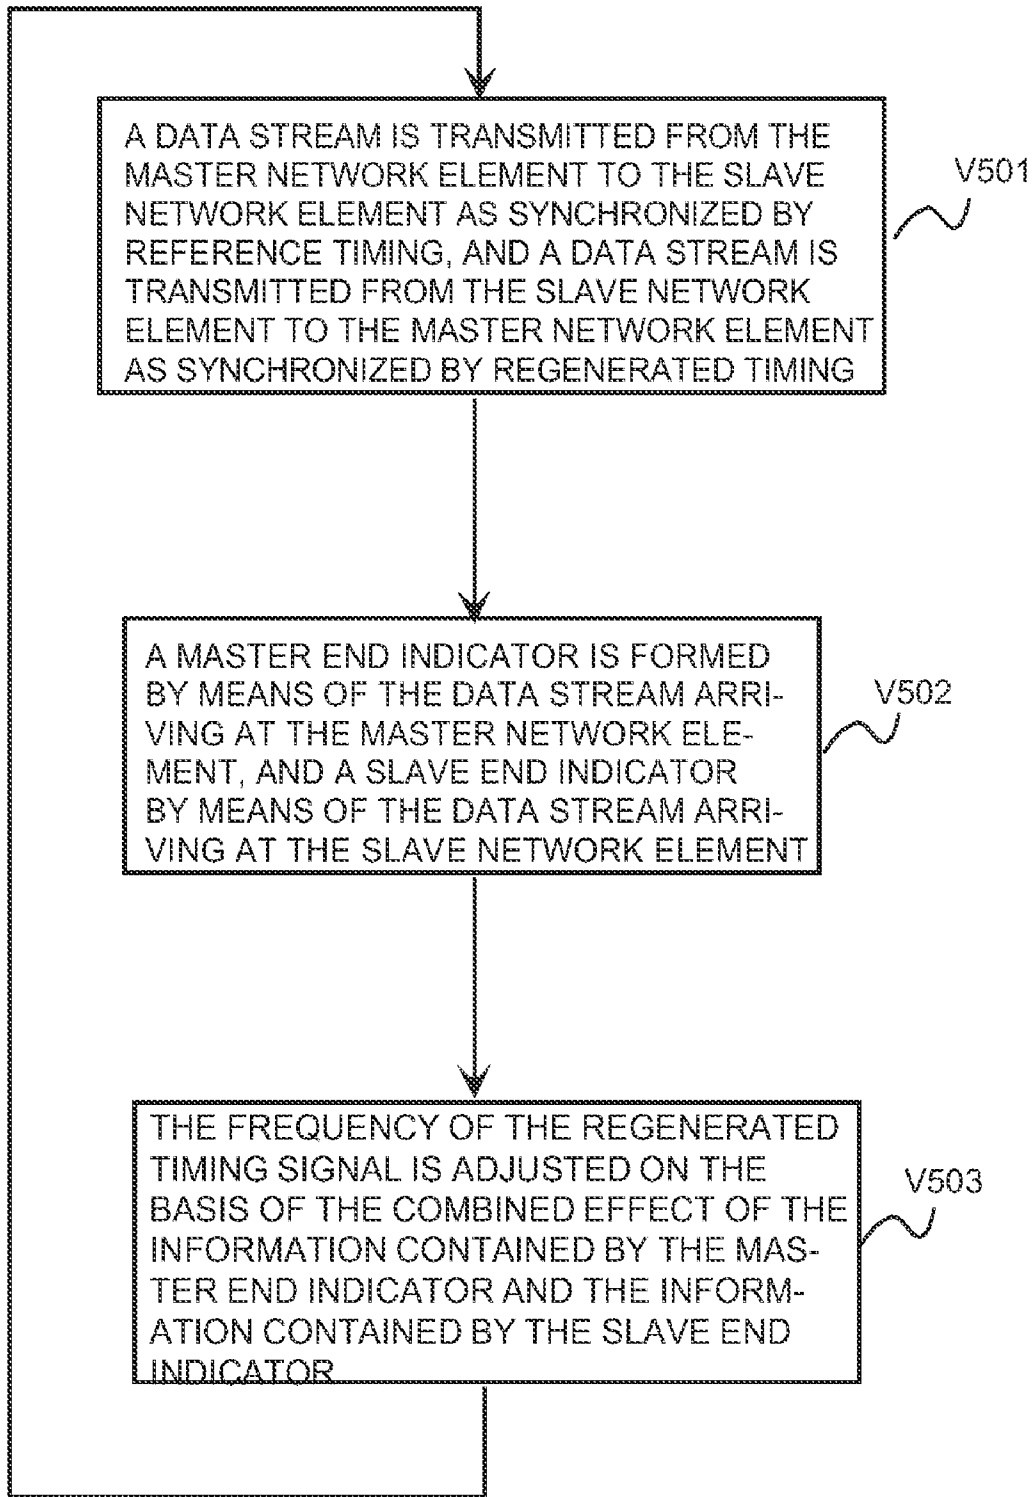 A DATA STREAM IS TRANSMITTED FROM THE
MASTER NETWORK ELEMENT TO THE SLAVE
NETWORK ELEMENT AS SYNCHRONIZED BY
REFERENCE TIMING, AND A DATA STREAM IS
TRANSMITTED FROM THE SLAVE NETWORK
ELEMENT TO THE MASTER NETWORK ELEMENT
AS SYNCHRONIZED BY REGENERATED TIMING
V501
A MASTER END INDICATOR IS FORMED
BY MEANS OF THE DATA STREAM ARRI-
VING AT THE MASTER NETWORK ELE-
MENT, AND A SLAVE END INDICATOR
BY MEANS OF THE DATA STREAM ARRI-
VING AT THE SLAVE NETWORK ELEMENT
V502
THE FREQUENCY OF THE REGENERATED
TIMING SIGNAL IS ADJUSTED ON THE
BASIS OF THE COMBINED EFFECT OF THE
INFORMATION CONTAINED BY THE MAS-
TER END INDICATOR AND THE INFORM-
ATION CONTAINED BY THE SLAVE END
INDICATOR
V503